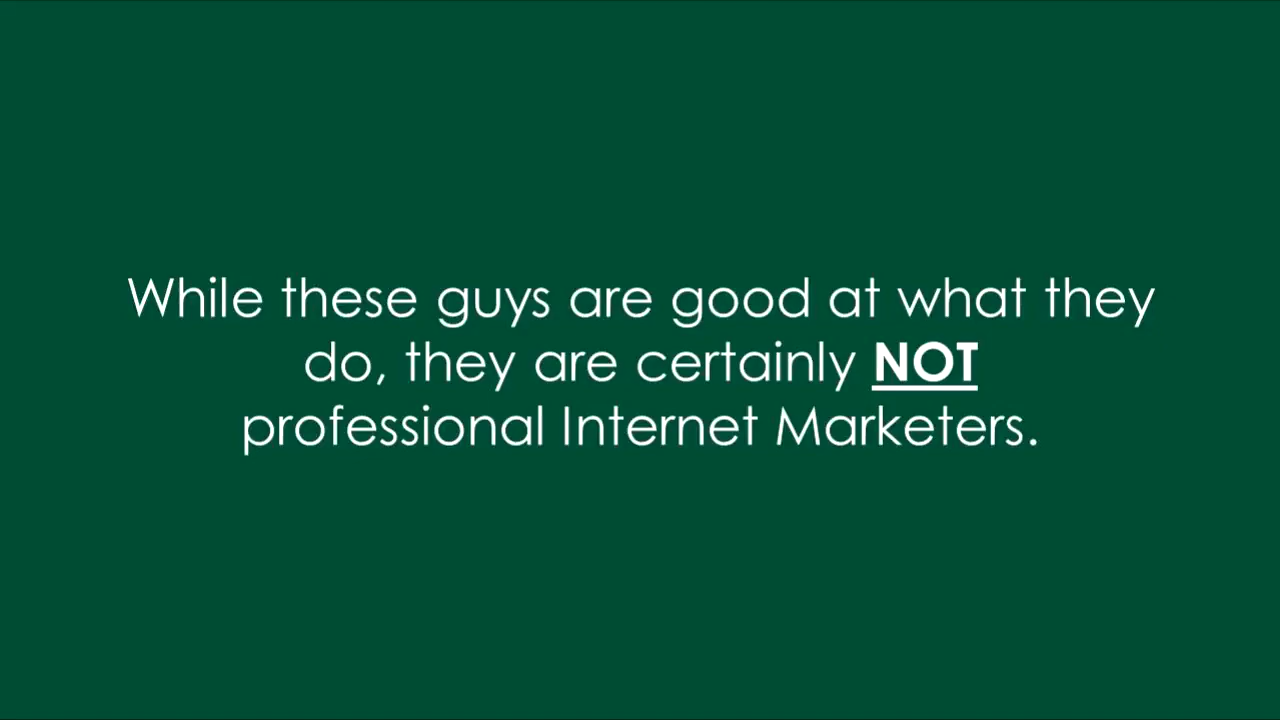 While these guys are good at what they
do, they are certainly NOT
professional Internet Marketers.